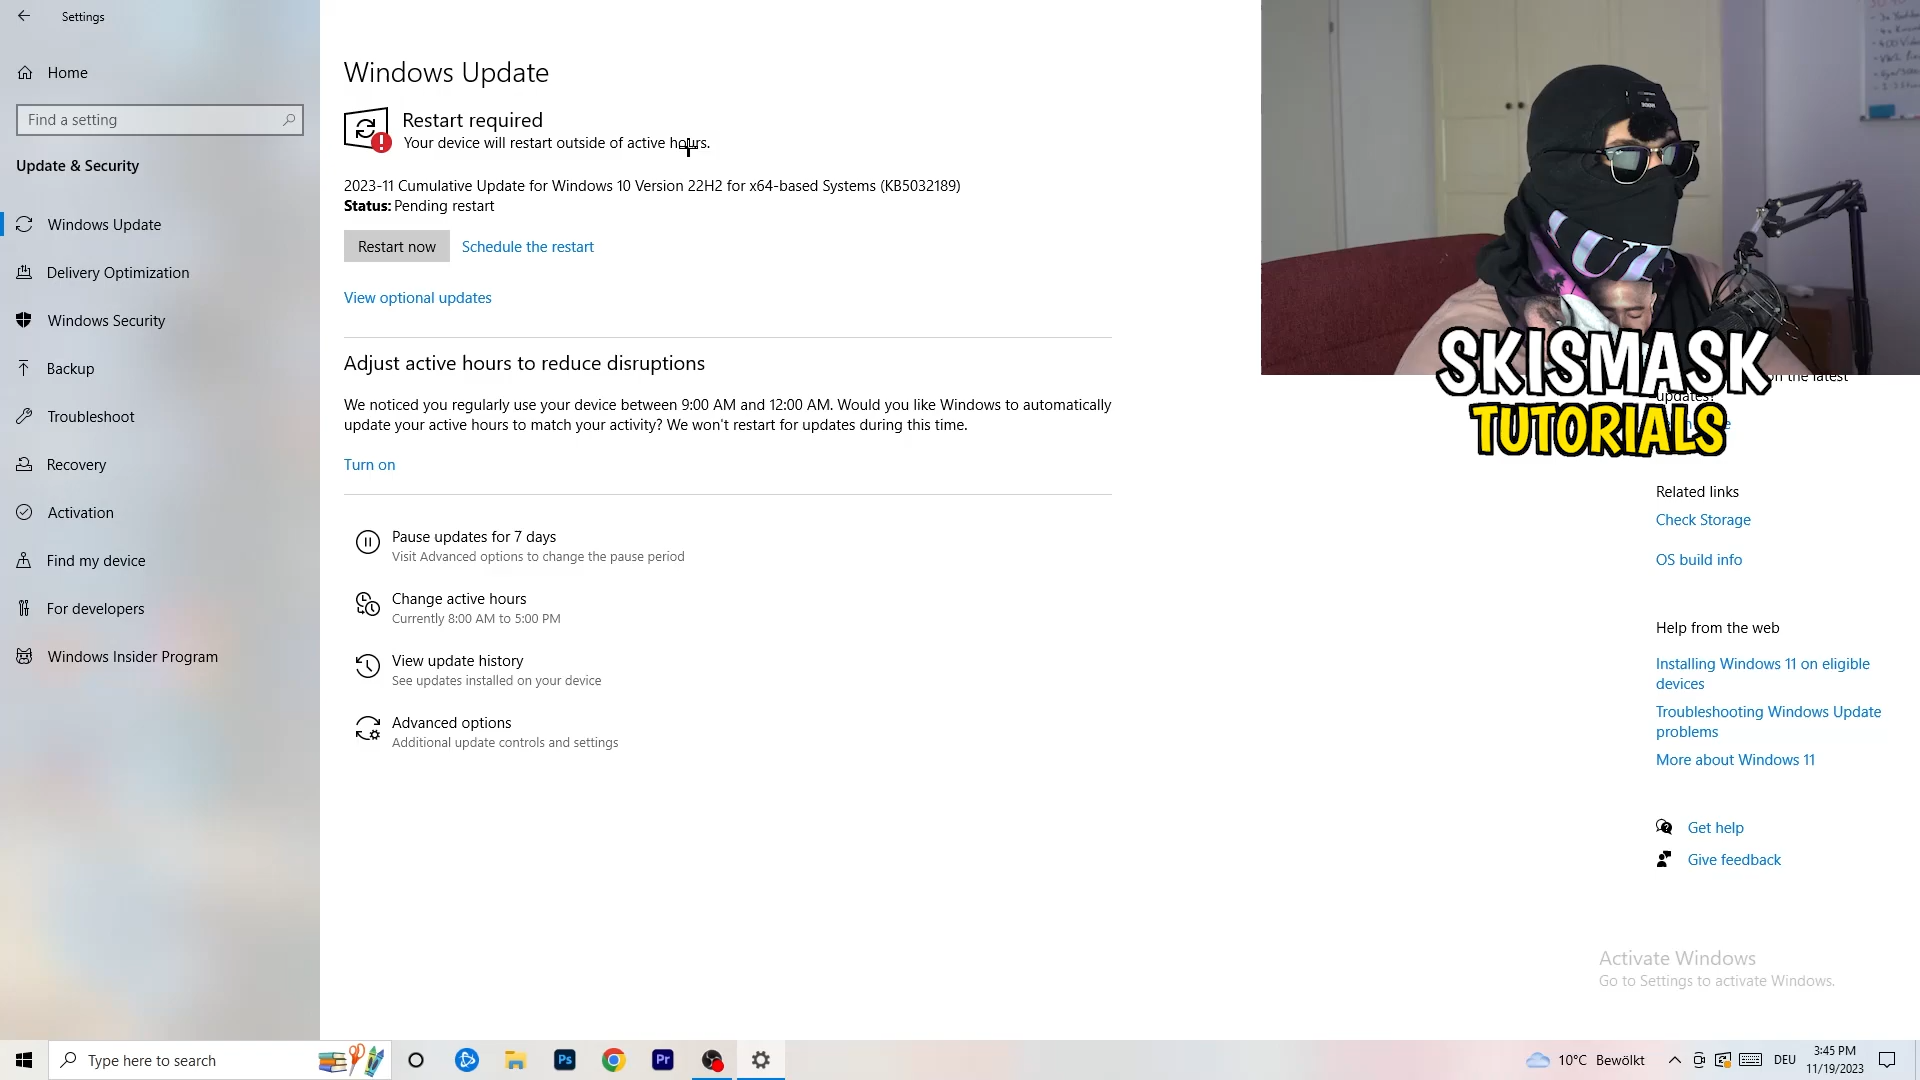 Settings
Home
Find a setting
Update & Security
Windows Update
Delivery Optimization
Windows Security
Backup
Troubleshoot
Recovery
Activation
Find my device
For developers
Windows Insider Program
Windows Update
Restart required
Your device will restart outside of active hours.
2023-11 Cumulative Update for Windows 10 Version 22H2 for x64-based Systems (KB5032189)
Status: Pending restart
Restart now
Schedule the restart
View optional updates
Adjust active hours to reduce disruptions
We noticed you regularly use your device between 9:00 AM and 12:00 AM. Would you like Windows to automatically
update your active hours to match your activity? We won't restart for updates during this time.
Turn on
Pause updates for 7 days
Visit Advanced options to change the pause period
Change active hours
Currently 8:00 AM to 5:00 PM
View update history
See updates installed on your device
Advanced options
Additional update controls and settings
SKISMASK
TUTORIALS
on the latest
updates?
Related links
Check Storage
OS build info
Help from the web
Installing Windows 11 on eligible
devices
Troubleshooting Windows Update
problems
More about Windows 11
Get help
Give feedback
Activate Windows
Go to Settings to activate Windows.
Type here to search
Ps
Pr
10°C Bewölkt
DEU
3:45 PM
11/19/2023